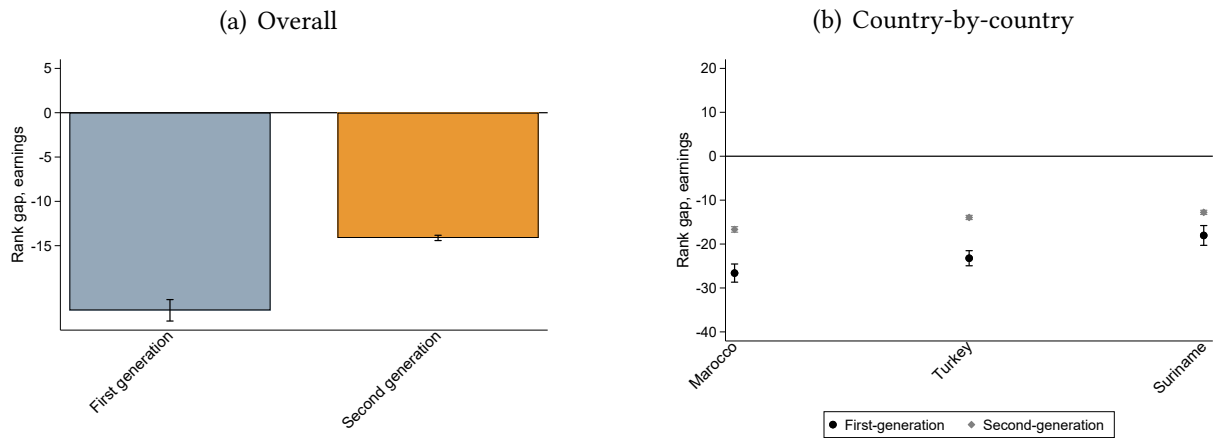 (a) Overall
5
0
-5
-10
-15
Rank gap, earnings
First generation
Second generation
(b) Country-by-country
20
10
0
-10
-20
-30
-40
Rank gap, earnings
Marocco
Turkey
Suriname
First-generation
Second-generation